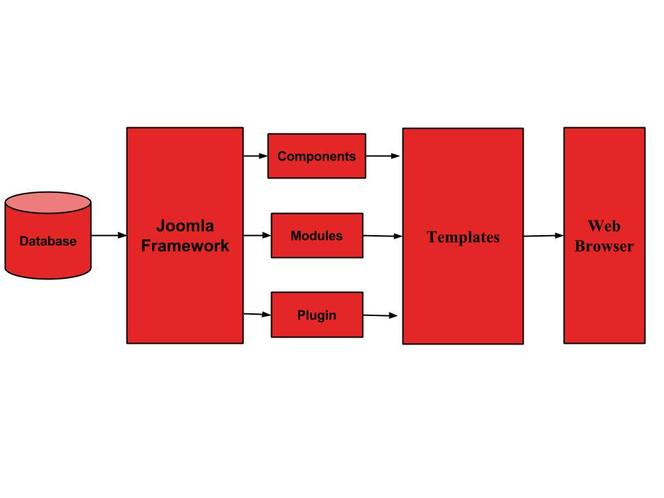 Database
Joomla
Framework
Components
Modules
Plugin
Templates
Web
Browser